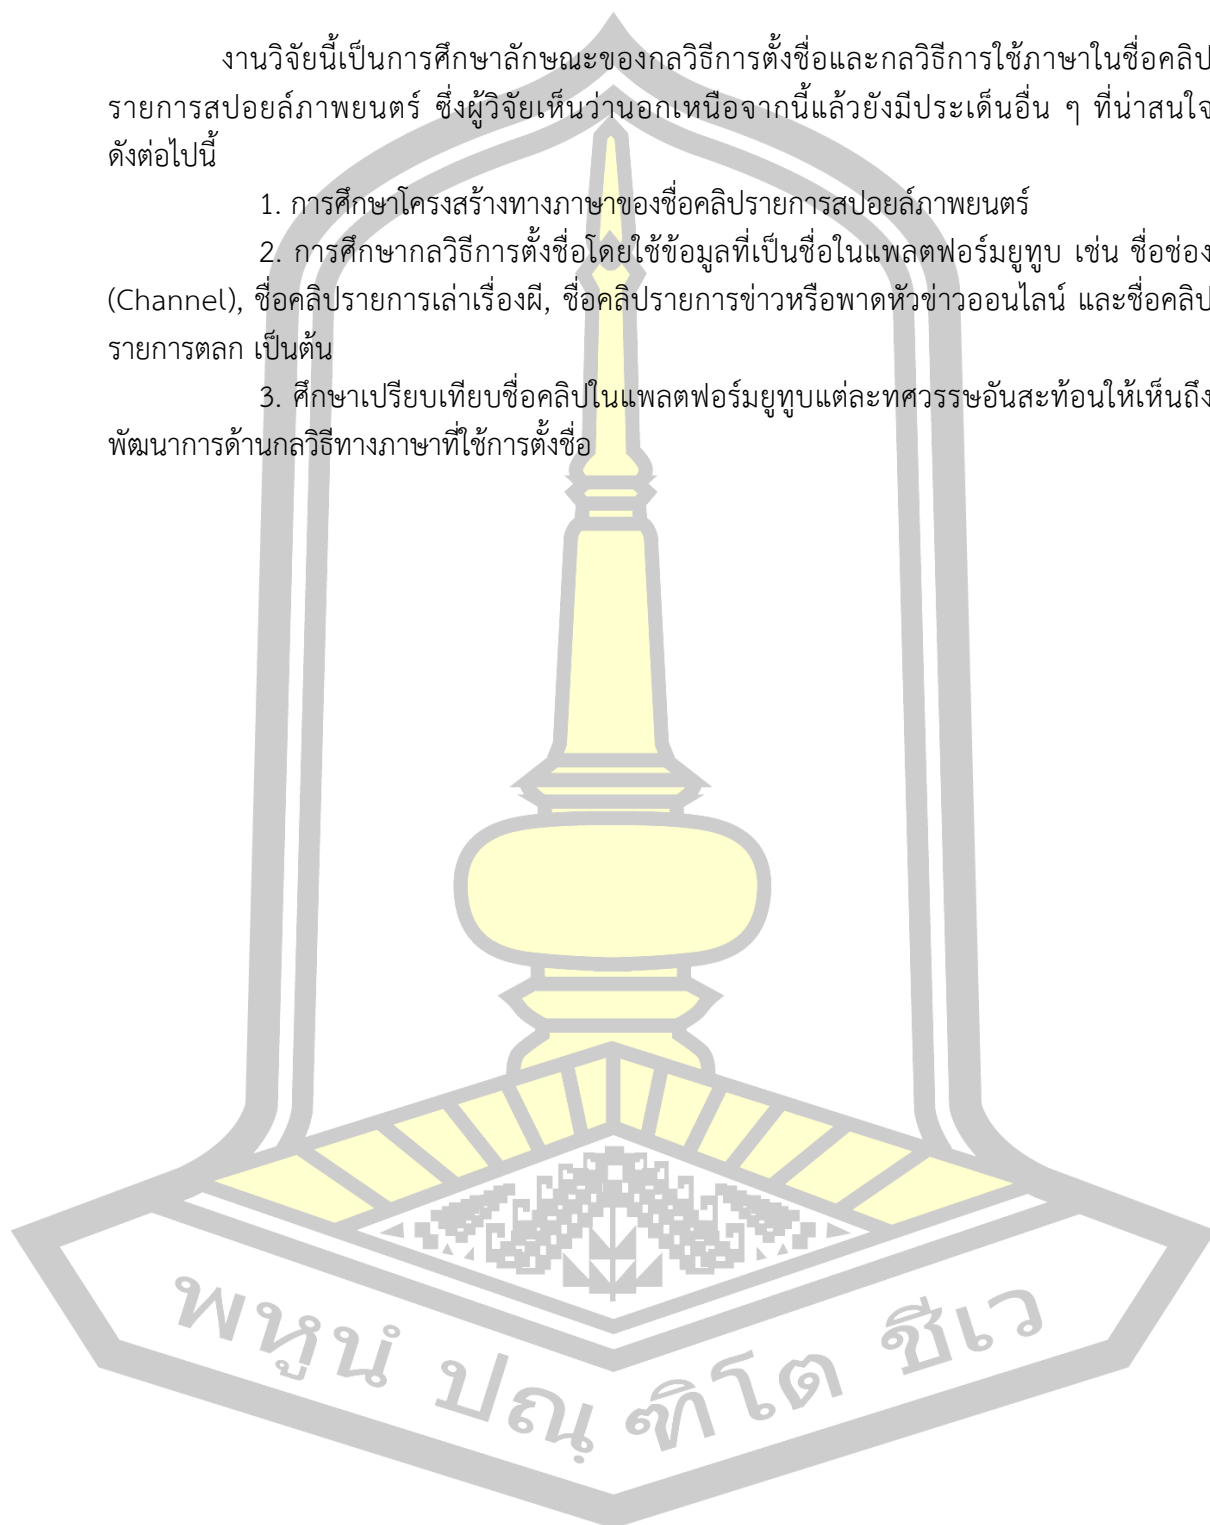 งานวิจัยนี้เป็นการศึกษาลักษณะของกลวิธีการตั้งชื่อและกลวิธีการใช้ภาษาในชื่อคลิป
รายการสปอยล์ภาพยนตร์ ซึ่งผู้วิจัยเห็นว่านอกเหนือจากนี้แล้วยังมีประเด็นอื่น ๆ ที่น่าสนใจ
ดังต่อไปนี้
1. การศึกษาโครงสร้างทางภาษาของชื่อคลิปรายการสปอยล์ภาพยนตร์
2. การศึกษากลวิธีการตั้งชื่อโดยใช้ข้อมูลที่เป็นชื่อในแพลตฟอร์มยูทูบ เช่น ชื่อช่อง
(Channel), ชื่อคลิปรายการเล่าเรื่องผี, ชื่อคลิปรายการข่าวหรือพาดหัวข่าวออนไลน์ และชื่อคลิป
รายการตลก เป็นต้น
3. ศึกษาเปรียบเทียบชื่อคลิปในแพลตฟอร์มยูทูบแต่ละทศวรรษอันสะท้อนให้เห็นถึง
พัฒนาการด้านกลวิธีทางภาษาที่ใช้การตั้งชื่อ
พหูนํ ปณฺฑิโต ชีเว